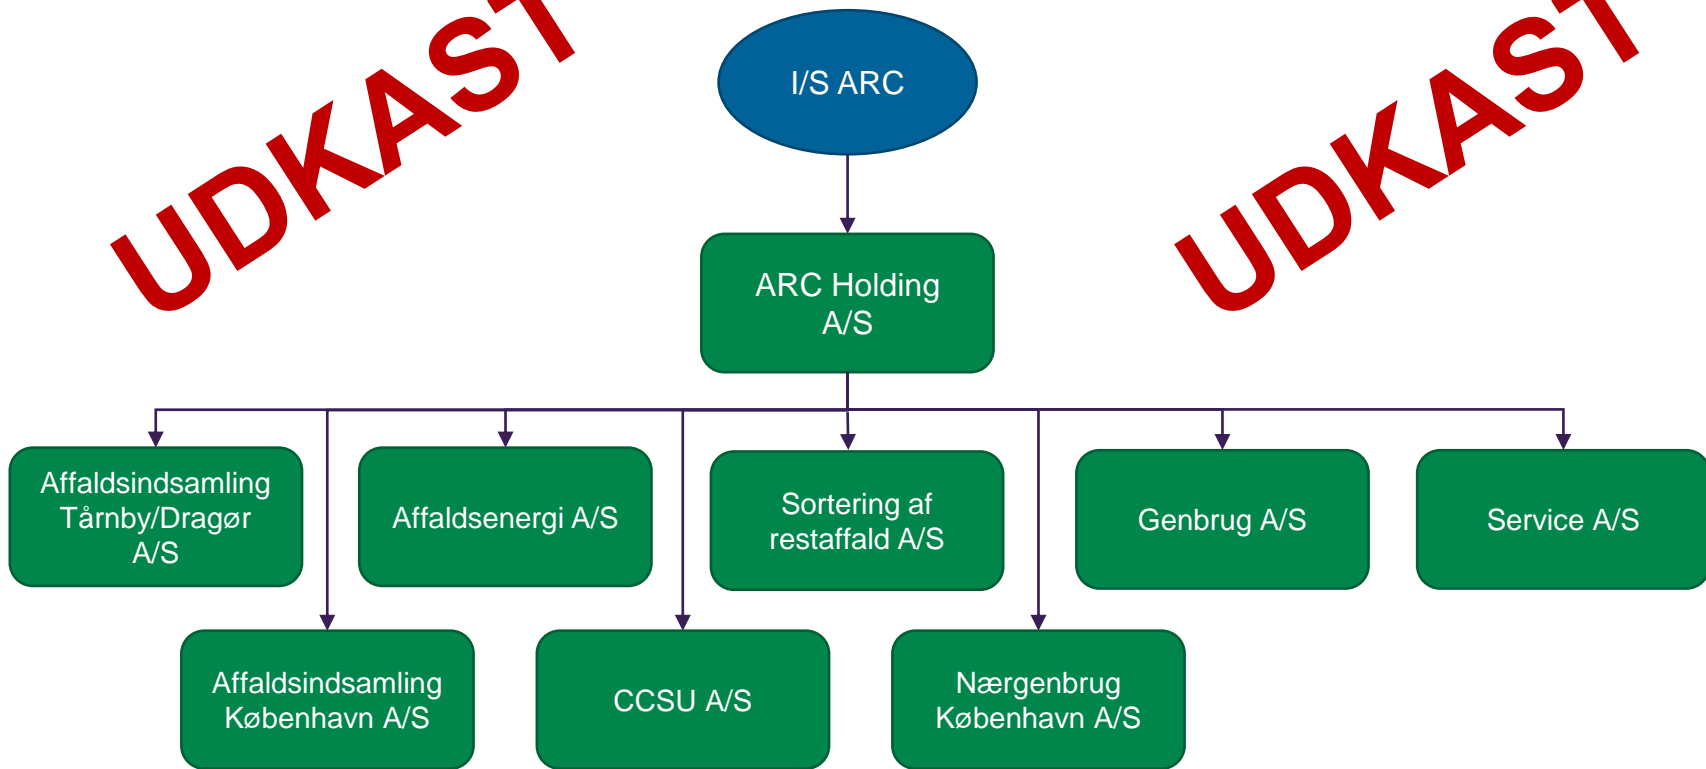 UDKAST
UDKAST
I/S ARC
ARC Holding
A/S
Affaldsindsamling
Tårnby/Dragør
A/S
Affaldsenergi A/S
Sortering af
restaffald A/S
Genbrug A/S
Service A/S
Affaldsindsamling
København A/S
CCSU A/S
Nærgenbrug
København A/S